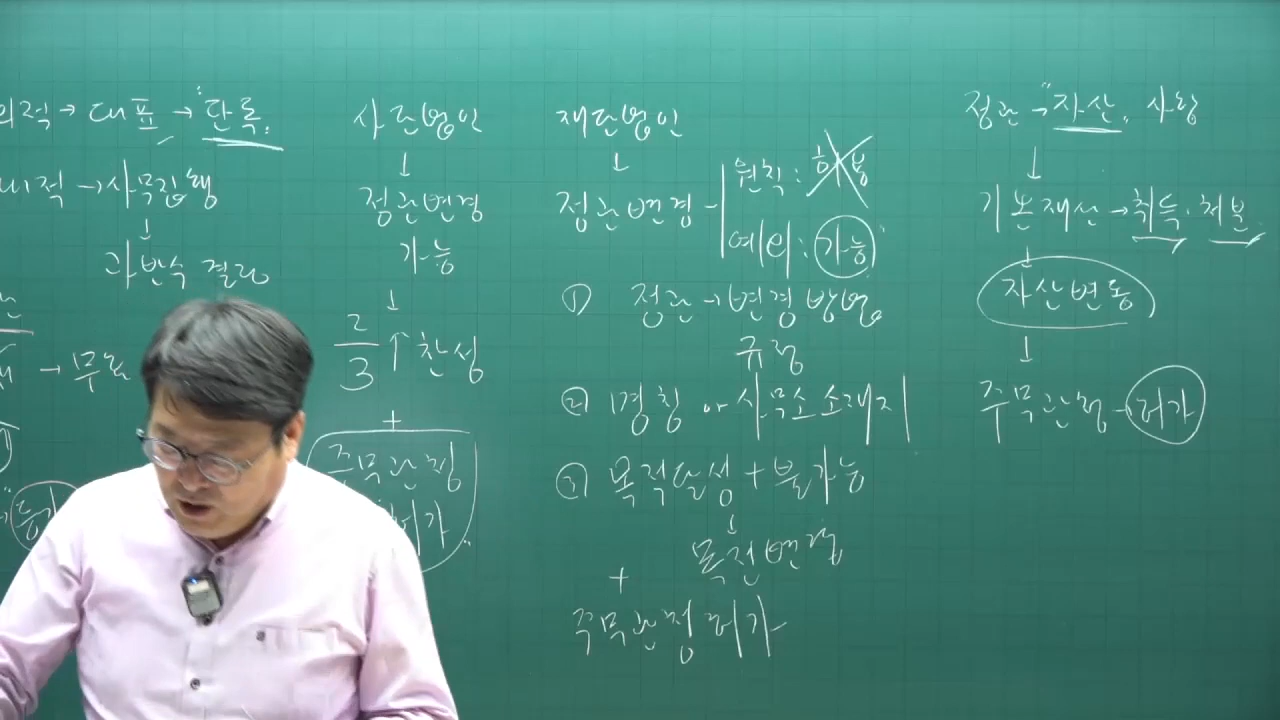 의적 → 대표 → "단독"
내적 → 사무집행
↓
과반수 결정
→ 무효
사단법인
↓
정관변경
가능
↓
2/3 ↑ 찬성
+
주무관청
허가
재단법인
↓
정관변경
원칙 : 허용
예외 : 가능
① 정관 → 변경방법
규정
② 명칭 or 사무소 소재지
③ 목적달성 + 불가능
↓
목적변경
+
주무관청 허가
정관 → "자산" 사항
↓
기본재산 → 취득·처분
↓
자산변동
↓
주무관청 → 허가